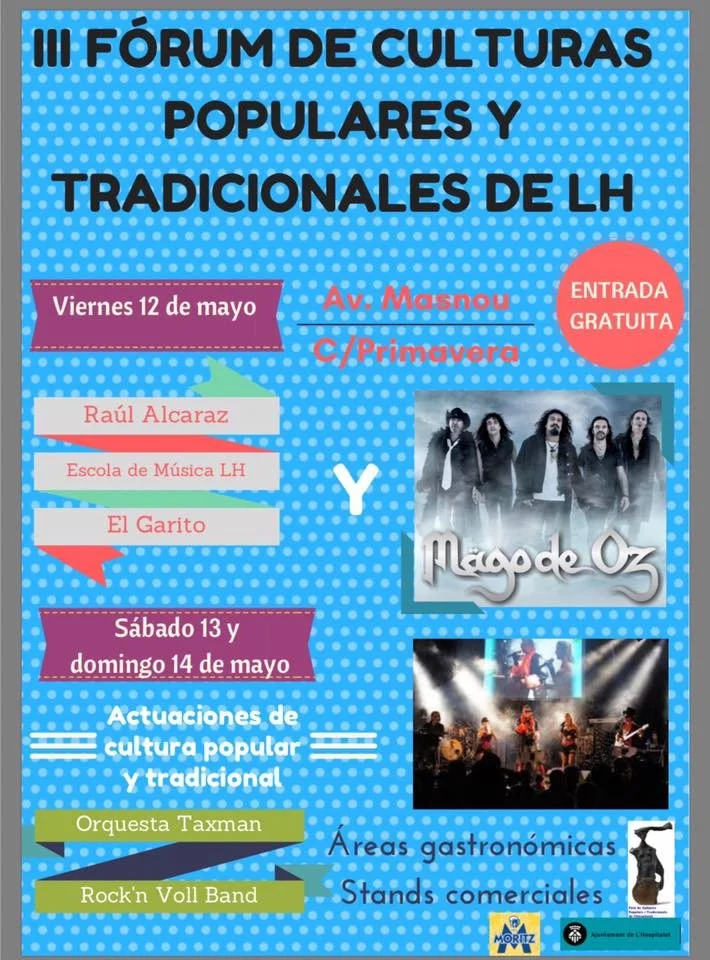 III FÓRUM DE CULTURAS
POPULARES Y
TRADICIONALES DE LH
Viernes 12 de mayo
Av. Masnou
C/Primavera
ENTRADA
GRATUITA
Raúl Alcaraz
Escola de Música LH
El Garito
Y
Mägo de Oz
Sábado 13 y
domingo 14 de mayo
Actuaciones de
cultura popular
y tradicional
Orquesta Taxman
Rock'n Voll Band
Áreas gastronómicas
Stands comerciales
MORITZ
Ajuntament de L'Hospitalet